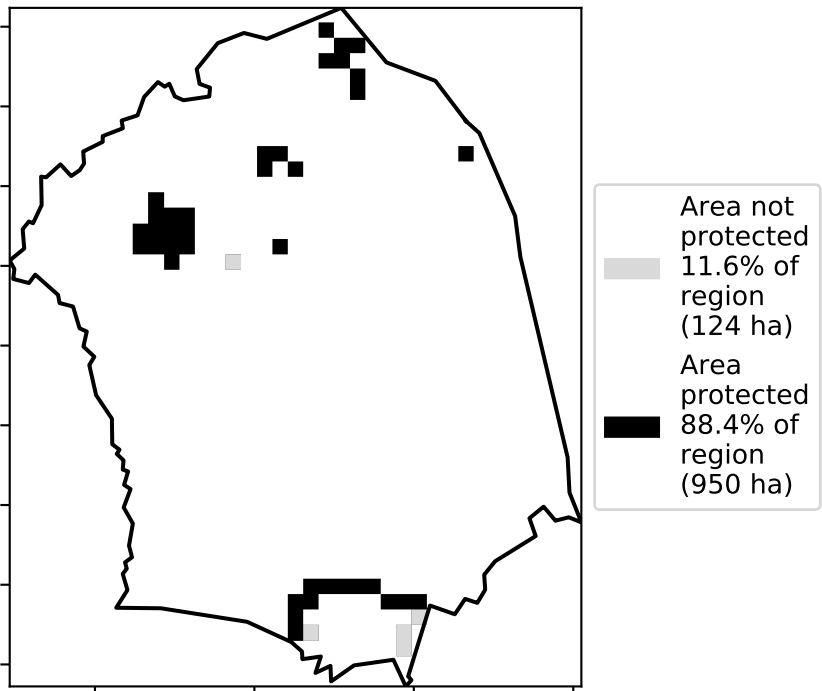 Area not
protected
11.6% of
region
(124 ha)
Area
protected
88.4% of
region
(950 ha)